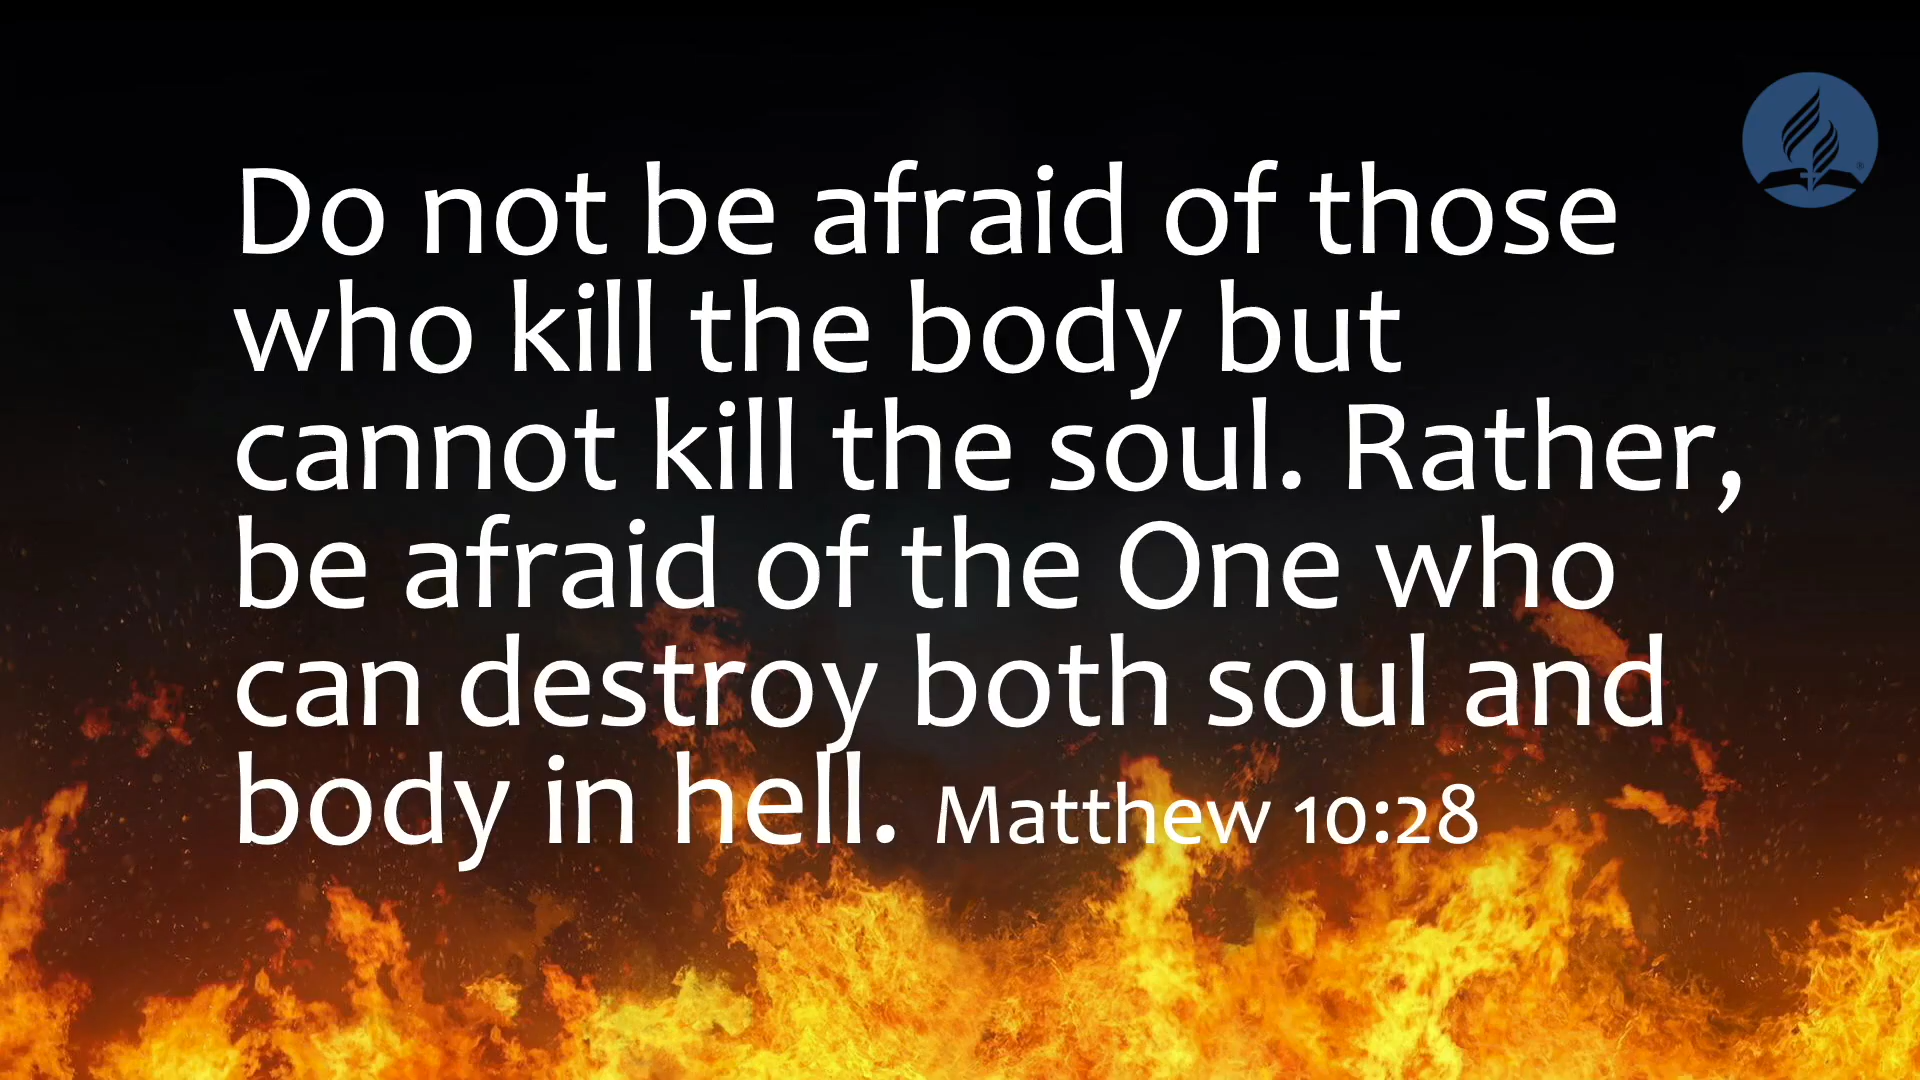 Do not be afraid of those
who kill the body but
cannot kill the soul. Rather,
be afraid of the One who
can destroy both soul and
body in hell. Matthew 10:28
®